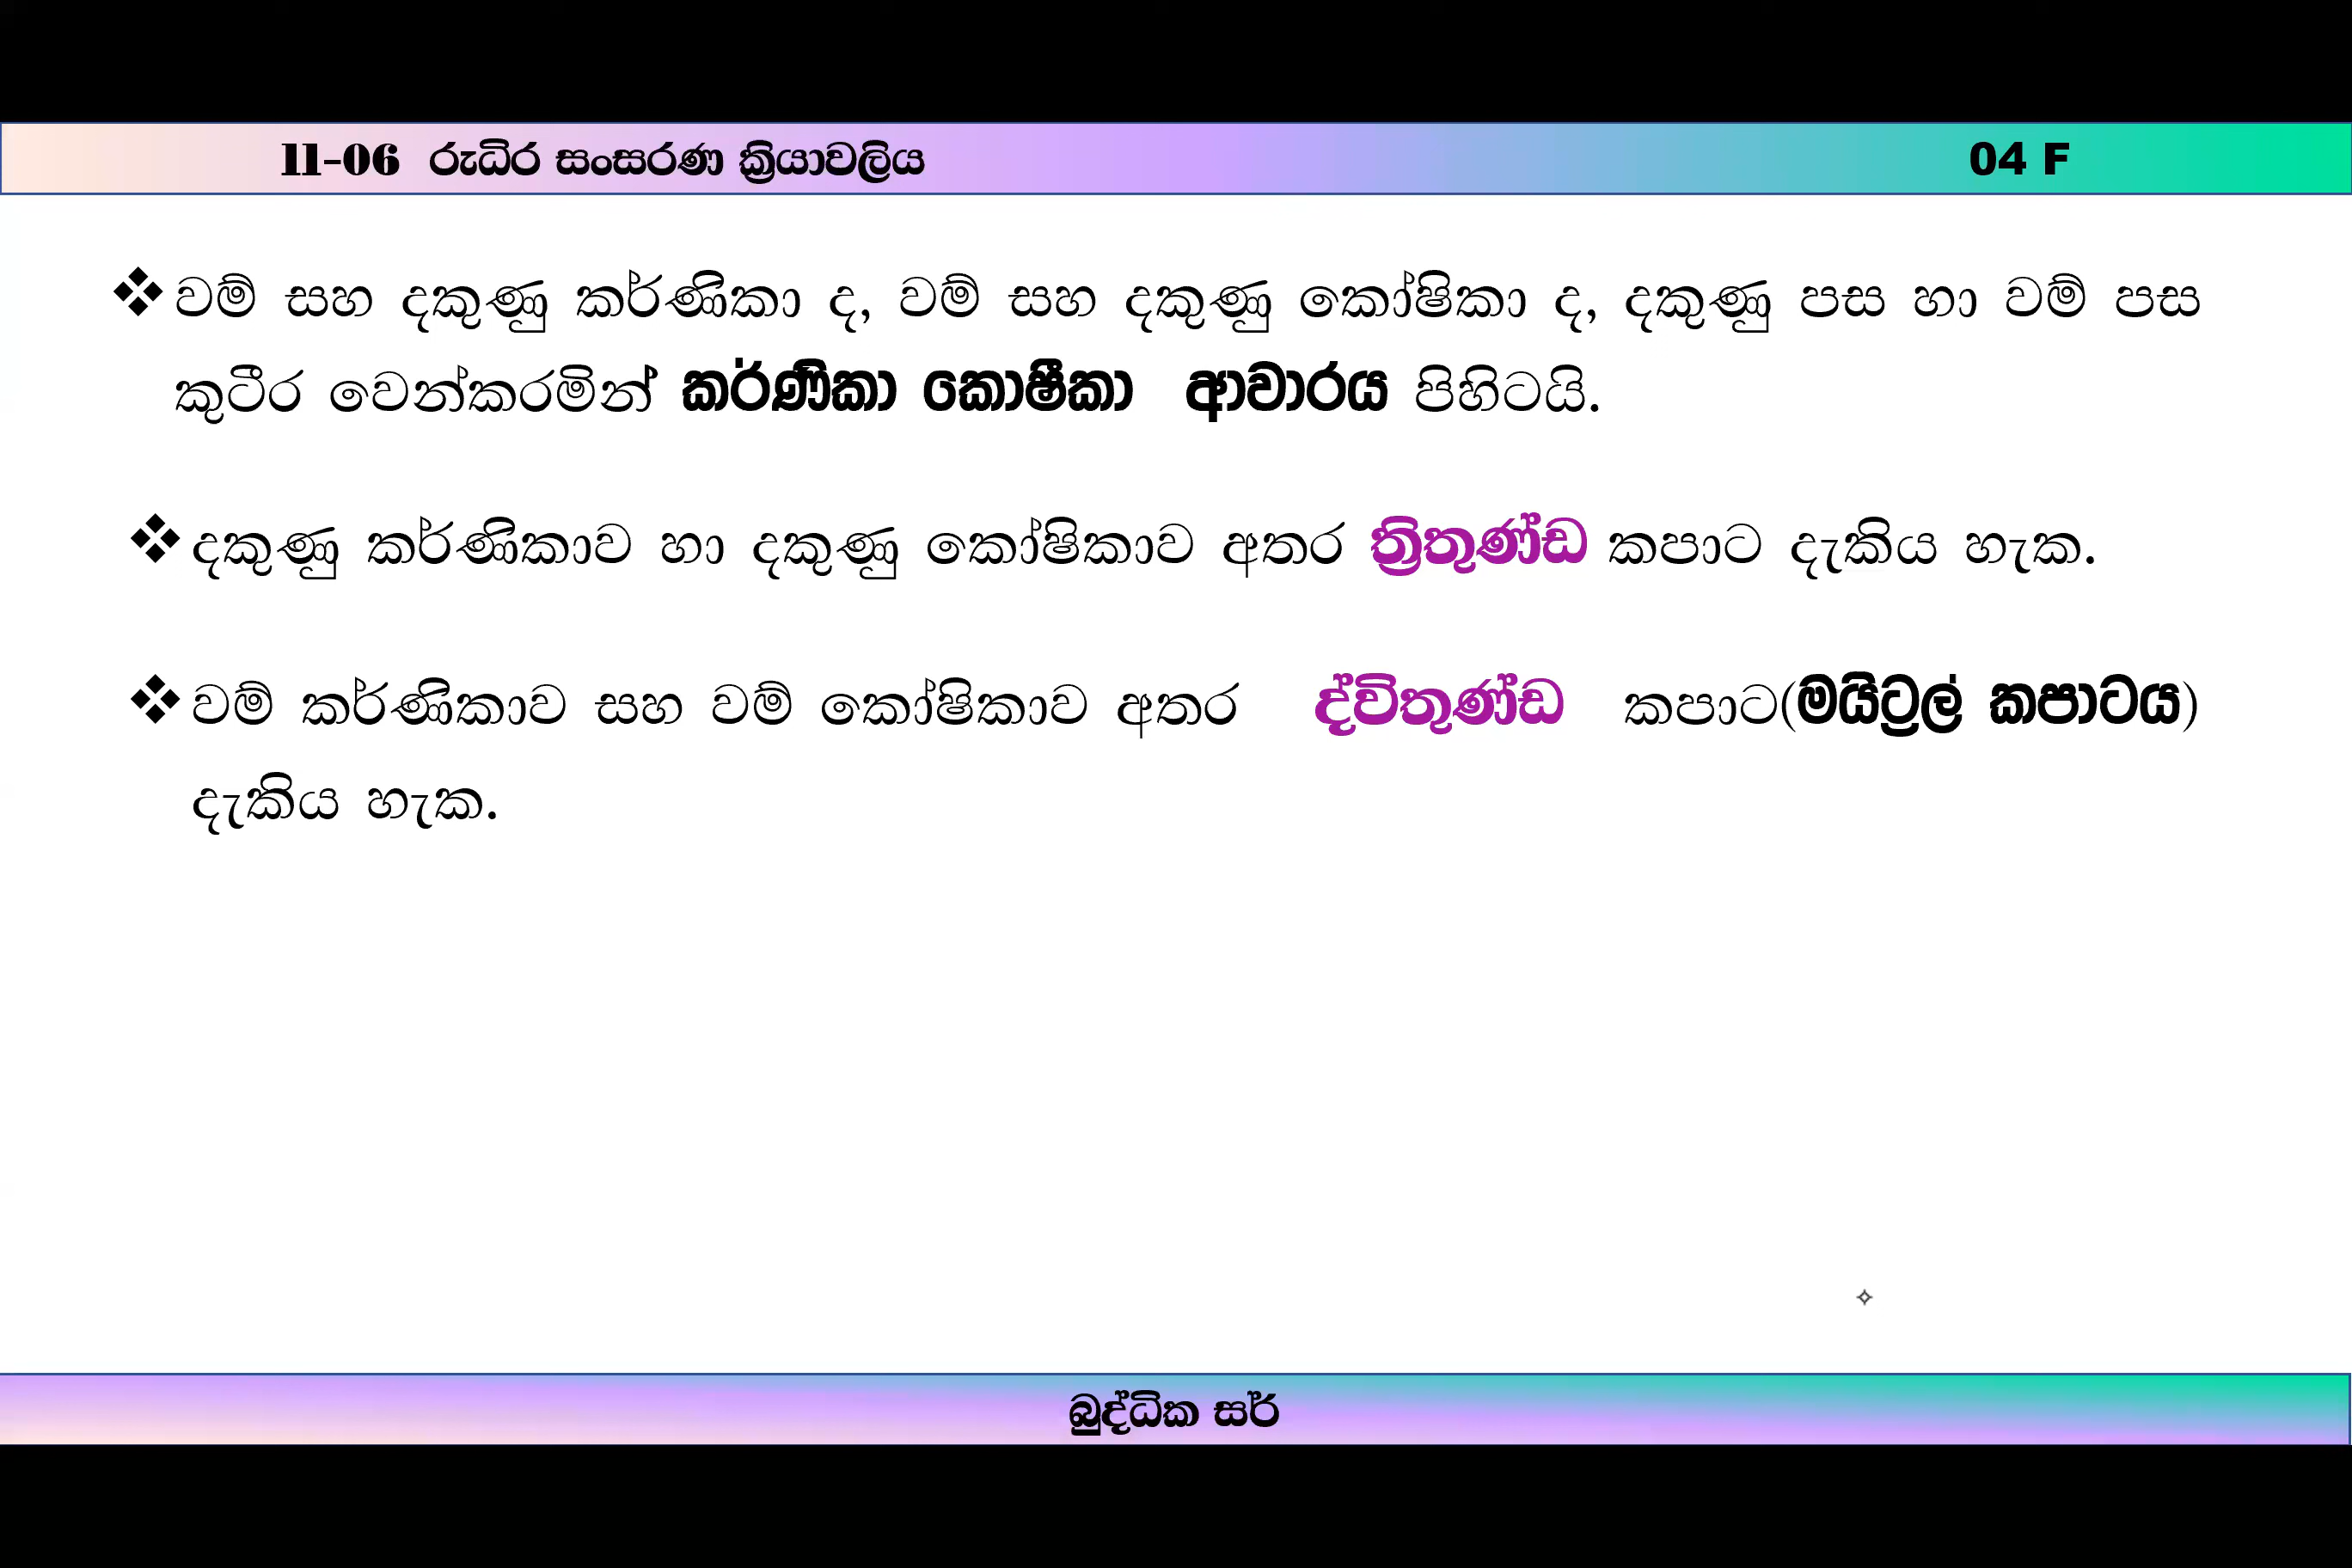 11-06 රුධිර සංසරණ ක්‍රියාවලිය 04 F
❖වම් සහ දකුණු කර්ණිකා ද, වම් සහ දකුණු කෝෂිකා ද, දකුණු පස හා වම් පස
කුටීර වෙන්කරමින් කර්ණිකා කොෂීකා ආවාරය පිහිටයි.
❖දකුණු කර්ණිකාව හා දකුණු කෝෂිකාව අතර ත්‍රිතුණ්ඩ කපාට දැකිය හැක.
❖වම් කර්ණිකාව සහ වම් කෝෂිකාව අතර ද්විතුණ්ඩ කපාට(මයිට්‍රල් කපාටය)
දැකිය හැක.
බුද්ධික සර්